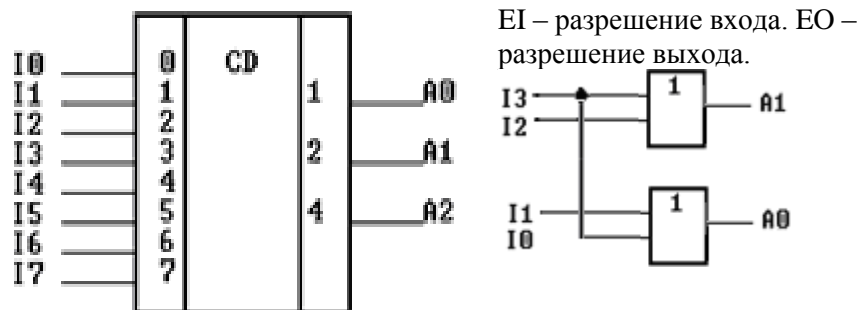 EI – разрешение входа. EO –
разрешение выхода.
CD
I0 0
I1 1 1 A0
I2 2
I3 3 2 A1
I4 4
I5 5 4 A2
I6 6
I7 7
I3 1 A1
I2
I1 1 A0
I0